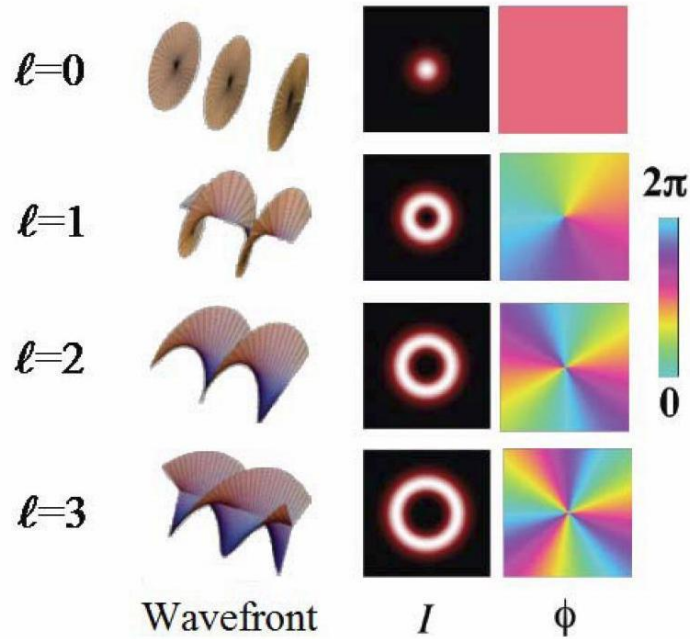 ℓ=0
ℓ=1
2π
ℓ=2
0
ℓ=3
Wavefront I ϕ